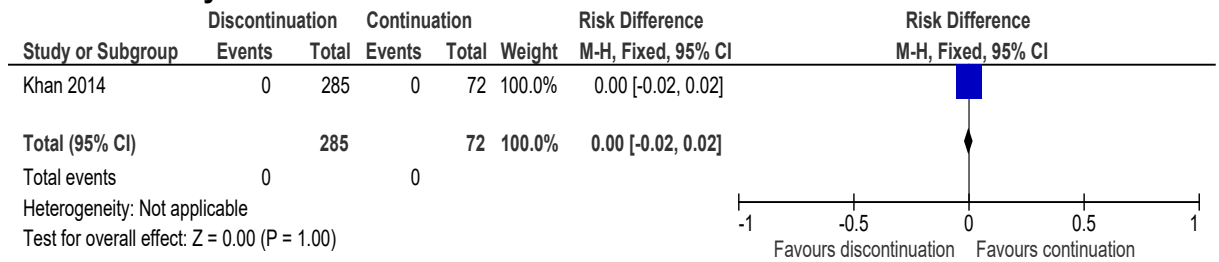 Discontinuation Continuation Risk Difference Risk Difference
Study or Subgroup Events Total Events Total Weight M-H, Fixed, 95% CI M-H, Fixed, 95% CI
Khan 2014 0 285 0 72 100.0% 0.00 [-0.02, 0.02]
Total (95% CI) 285 72 100.0% 0.00 [-0.02, 0.02]
Total events 0 0
Heterogeneity: Not applicable
Test for overall effect: Z = 0.00 (P = 1.00)
-1 -0.5 0 0.5 1
Favours discontinuation Favours continuation